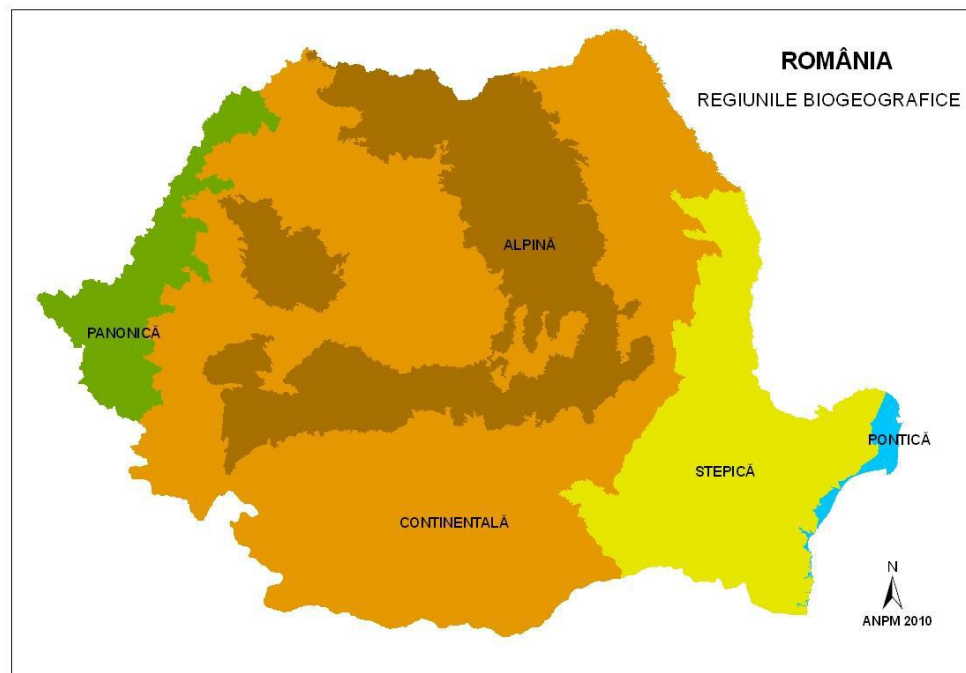 ROMÂNIA
REGIUNILE BIOGEOGRAFICE
ALPINĂ
PANONICĂ
PONTICĂ
STEPICĂ
CONTINENTALĂ
N
ANPM 2010